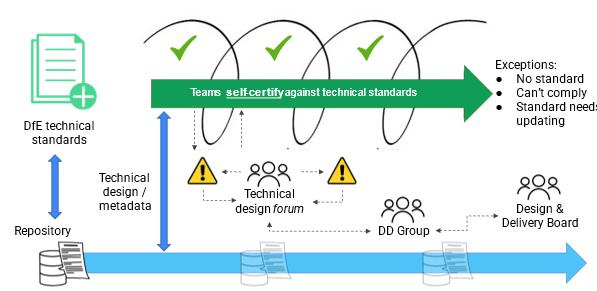 Exceptions:
No standard
Can't comply
Standard needs
updating
Teams self-certify against technical standards
DfE technical
standards
Technical
design /
metadata
Technical
design forum
Repository
DD Group
Design &
Delivery Board